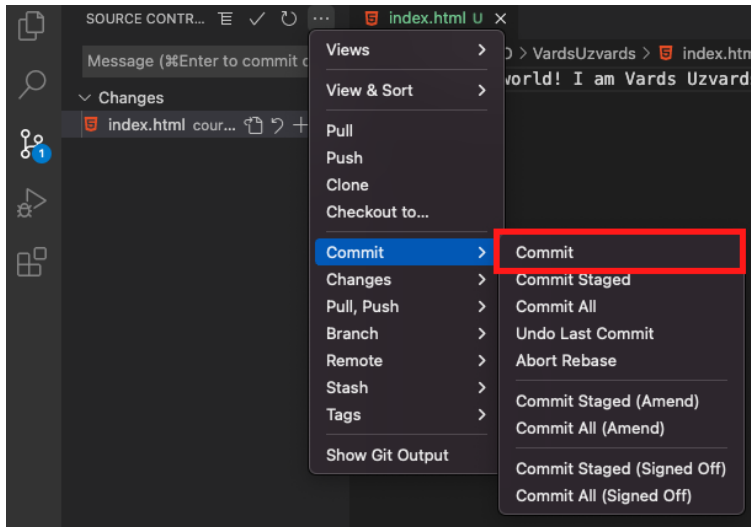 SOURCE CONTR...
index.html U
Message (⌘Enter to commit c
Changes
index.html cour...
1
Views
View & Sort
Pull
Push
Clone
Checkout to...
Commit
Changes
Pull, Push
Branch
Remote
Stash
Tags
Show Git Output
> VardsUzvards > index.htm
world! I am Vards Uzvard
Commit
Commit Staged
Commit All
Undo Last Commit
Abort Rebase
Commit Staged (Amend)
Commit All (Amend)
Commit Staged (Signed Off)
Commit All (Signed Off)